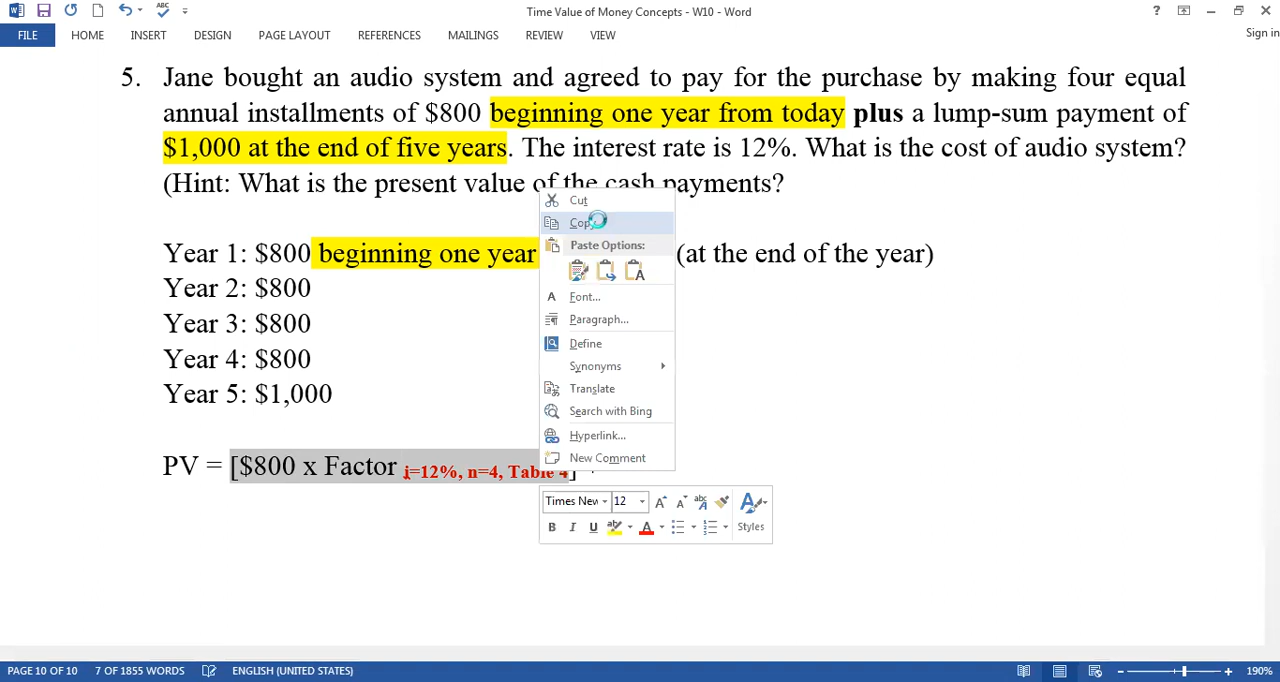 Time Value of Money Concepts - W10 - Word
FILE HOME INSERT DESIGN PAGE LAYOUT REFERENCES MAILINGS REVIEW VIEW Sign in
5. Jane bought an audio system and agreed to pay for the purchase by making four equal
annual installments of $800 beginning one year from today plus a lump-sum payment of
$1,000 at the end of five years. The interest rate is 12%. What is the cost of audio system?
(Hint: What is the present value of the cash payments?
Cut
Copy
Paste Options:
Font...
Paragraph...
Define
Synonyms
Translate
Search with Bing
Hyperlink...
New Comment
Year 1: $800 beginning one year (at the end of the year)
Year 2: $800
Year 3: $800
Year 4: $800
Year 5: $1,000
PV = [$800 x Factor i=12%, n=4, Table 4]
12
Styles
B I U
PAGE 10 OF 10 7 OF 1855 WORDS ENGLISH (UNITED STATES) 190%